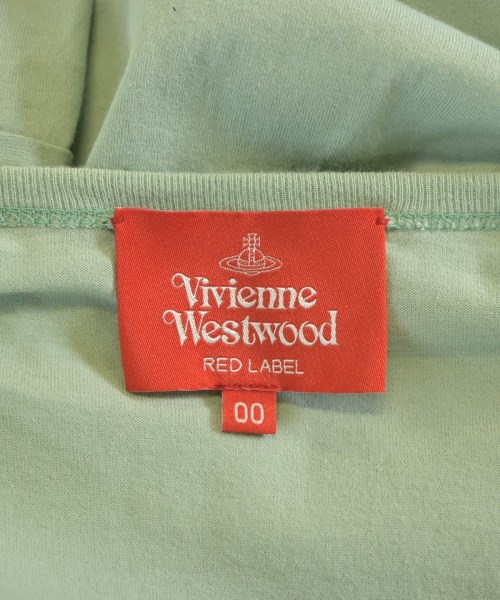 Vivienne
Westwood
RED LABEL
00